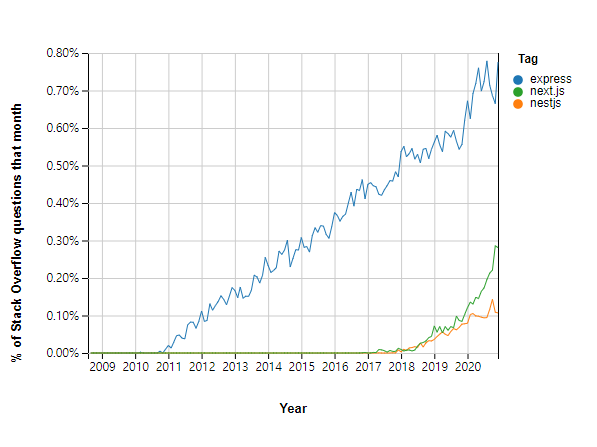 % of Stack Overflow questions that month
0.80%
0.70%
0.60%
0.50%
0.40%
0.30%
0.20%
0.10%
0.00%
2009 2010 2011 2012 2013 2014 2015 2016 2017 2018 2019 2020
Year
Tag
express
next.js
nestjs